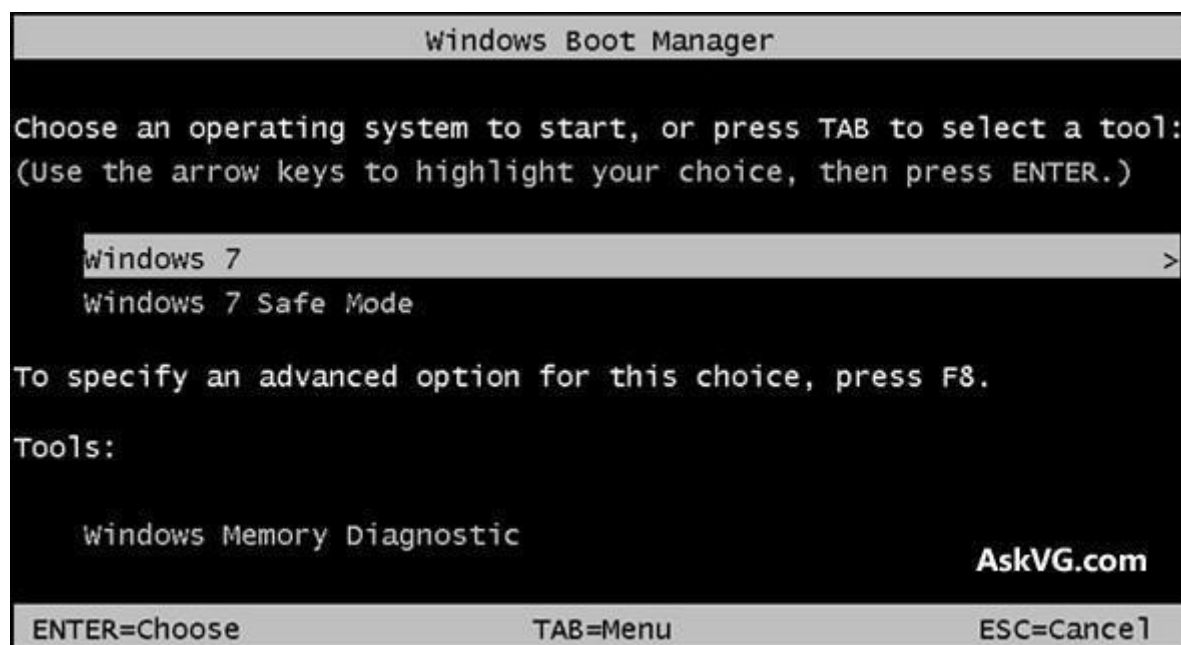 Windows Boot Manager
Choose an operating system to start, or press TAB to select a tool:
(Use the arrow keys to highlight your choice, then press ENTER.)
Windows 7 >
Windows 7 Safe Mode
To specify an advanced option for this choice, press F8.
Tools:
Windows Memory Diagnostic
AskVG.com
ENTER=Choose TAB=Menu ESC=Cancel